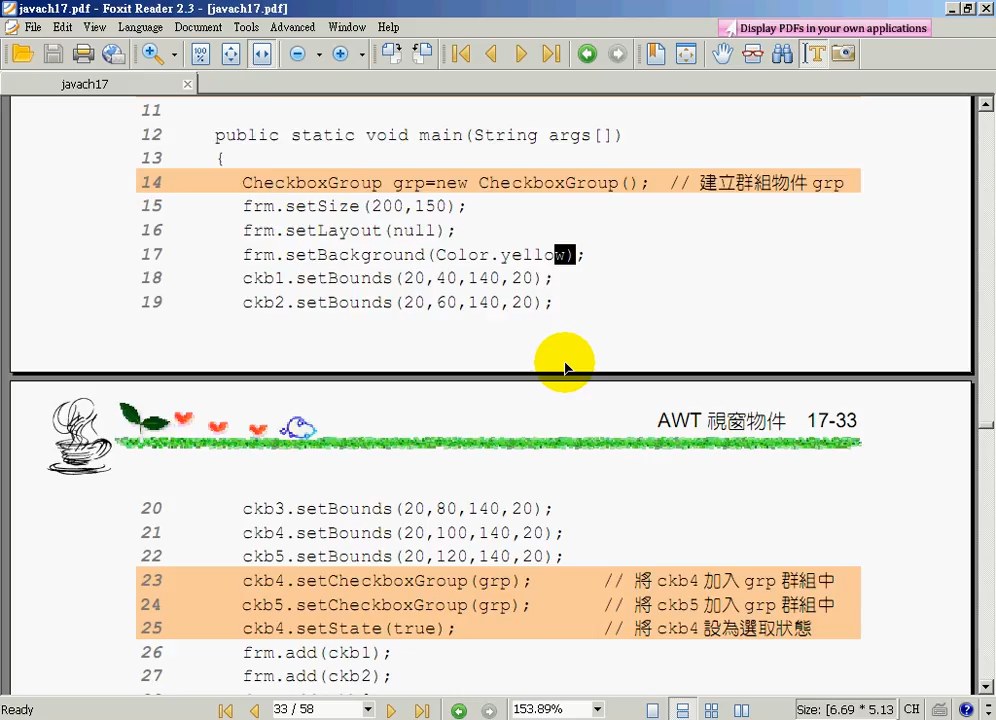 javach17.pdf - Foxit Reader 2.3 - [javach17.pdf]
File Edit View Language Document Tools Advanced Window Help
Display PDFs in your own applications
javach17
11
12 public static void main(String args[])
13 {
14 CheckboxGroup grp=new CheckboxGroup(); // 建立群組物件 grp
15 frm.setSize(200,150);
16 frm.setLayout(null);
17 frm.setBackground(Color.yellow);
18 ckb1.setBounds(20,40,140,20);
19 ckb2.setBounds(20,60,140,20);
AWT 視窗物件 17-33
20 ckb3.setBounds(20,80,140,20);
21 ckb4.setBounds(20,100,140,20);
22 ckb5.setBounds(20,120,140,20);
23 ckb4.setCheckboxGroup(grp); // 將 ckb4 加入 grp 群組中
24 ckb5.setCheckboxGroup(grp); // 將 ckb5 加入 grp 群組中
25 ckb4.setState(true); // 將 ckb4 設為選取狀態
26 frm.add(ckb1);
27 frm.add(ckb2);
Ready 33 / 58 153.89% Size: [6.69 * 5.13 CH